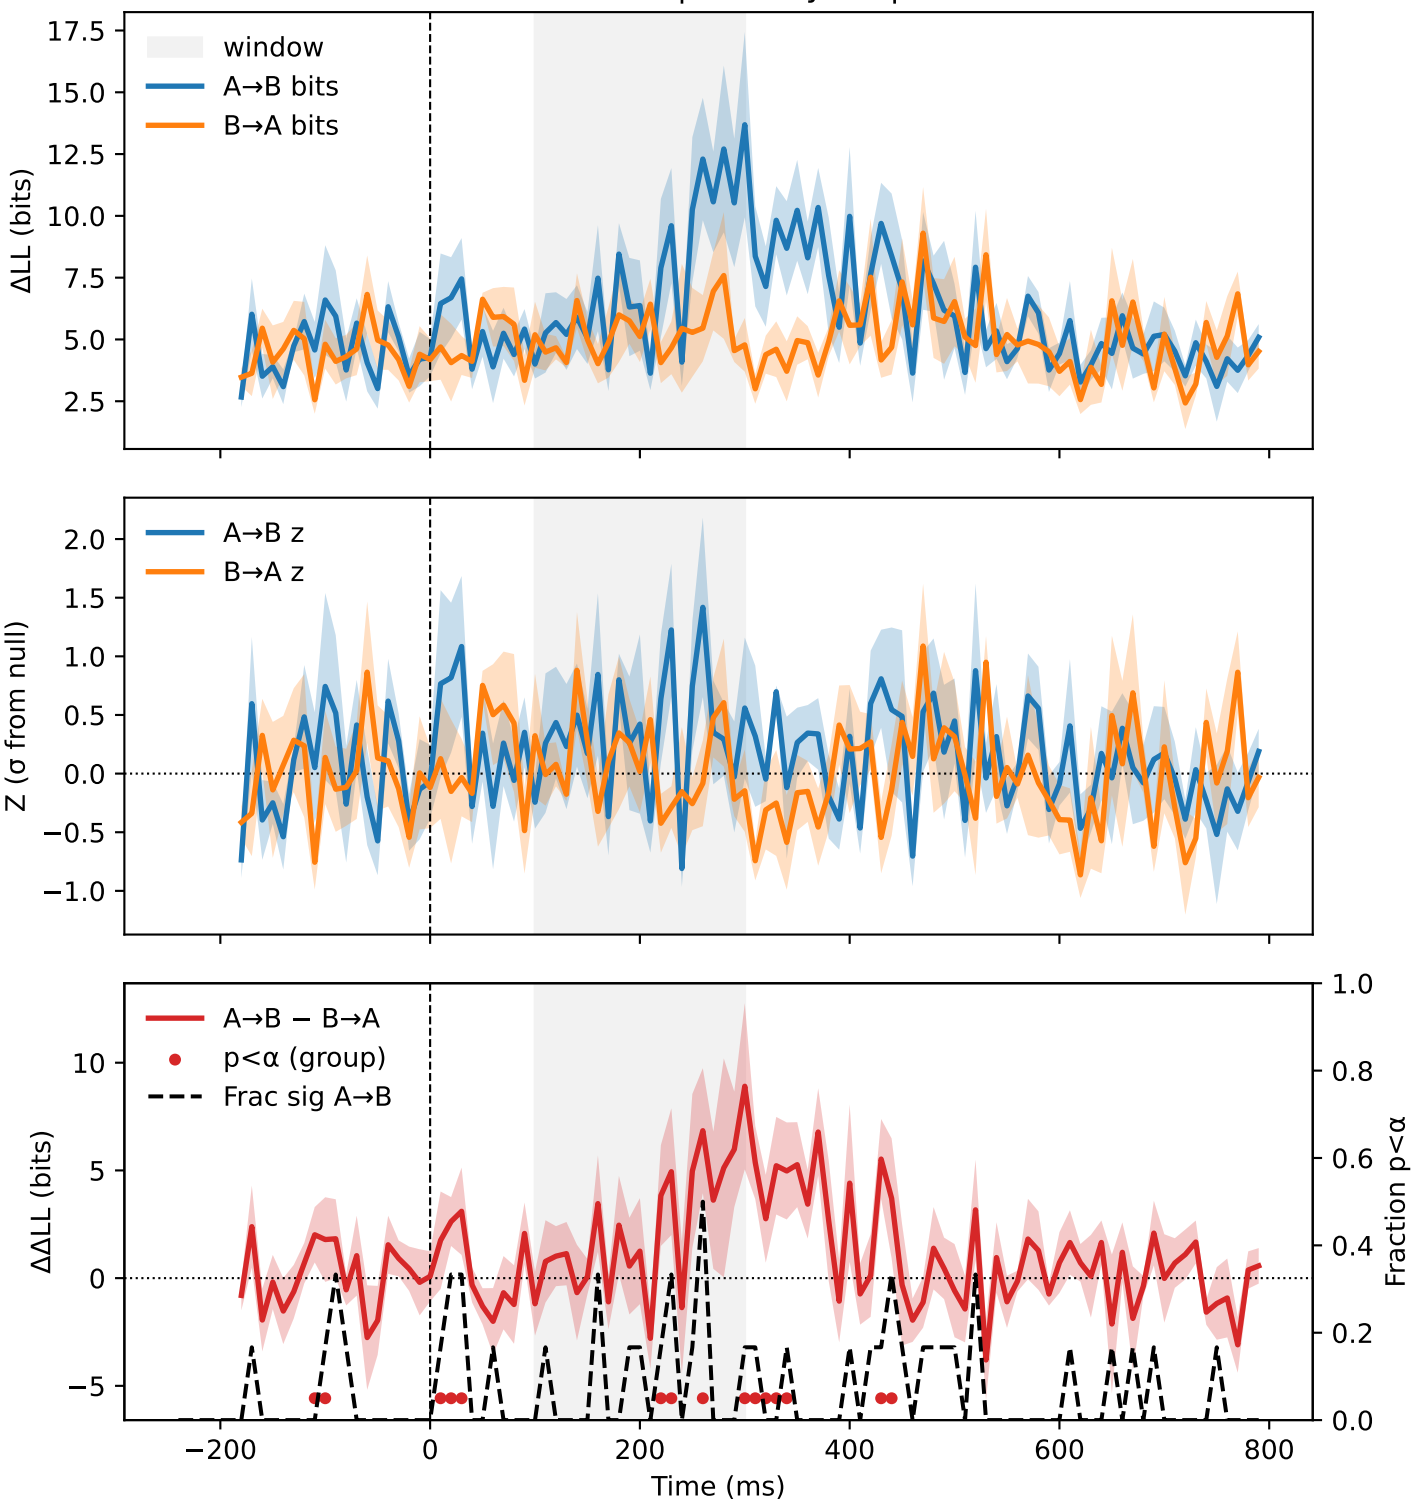 17.5
15.0
12.5
10.0
7.5
5.0
2.5
ΔLL (bits)
window
A→B bits
B→A bits
2.0
1.5
1.0
0.5
0.0
−0.5
−1.0
Z (σ from null)
A→B z
B→A z
10
5
0
−5
ΔΔLL (bits)
A→B − B→A
p<α (group)
Frac sig A→B
1.0
0.8
0.6
0.4
0.2
0.0
Fraction p<α
−200
0
200
400
600
800
Time (ms)